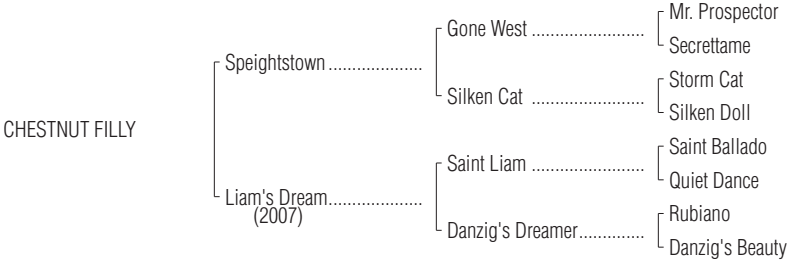 Mr. Prospector
Gone West ........................
Secrettame
Speightstown ....................
Storm Cat
Silken Cat ........................
Silken Doll
CHESTNUT FILLY
Saint Ballado
Saint Liam ........................
Quiet Dance
Liam's Dream....................
(2007)
Rubiano
Danzig's Dreamer..............
Danzig's Beauty